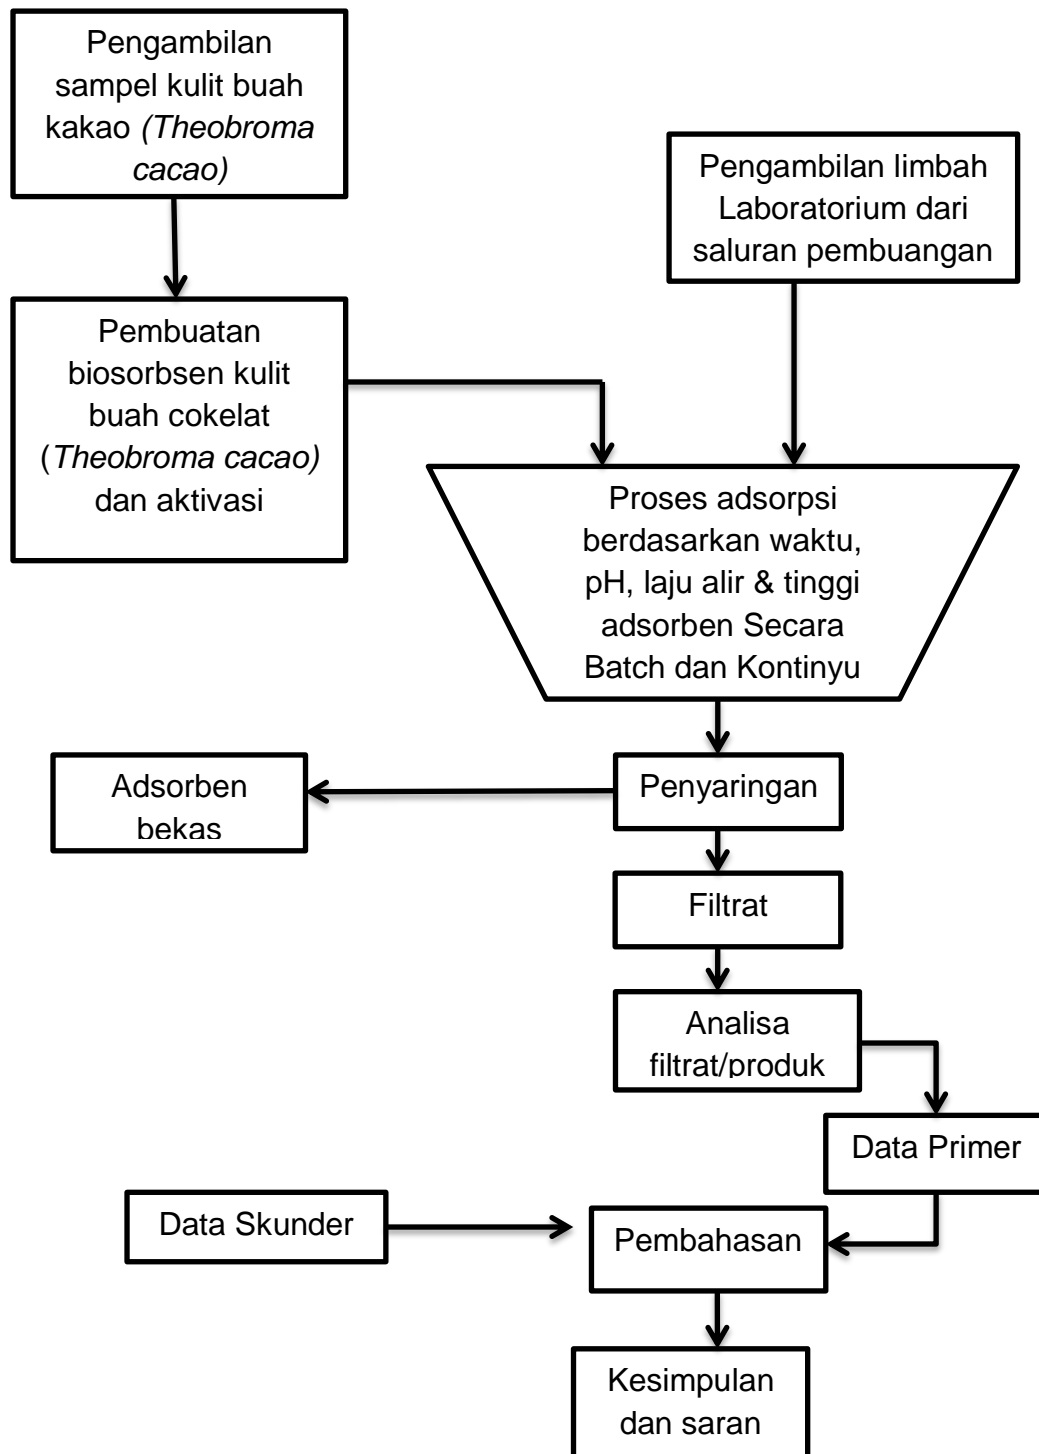 Pengambilan
sampel kulit buah
kakao (Theobroma
cacao)
Pengambilan limbah
Laboratorium dari
saluran pembuangan
Pembuatan
biosorbsen kulit
buah cokelat
(Theobroma cacao)
dan aktivasi
Proses adsorpsi
berdasarkan waktu,
pH, laju alir & tinggi
adsorben Secara
Batch dan Kontinyu
Adsorben
bekas
Penyaringan
Filtrat
Analisa
filtrat/produk
Data Primer
Data Skunder
Pembahasan
Kesimpulan
dan saran